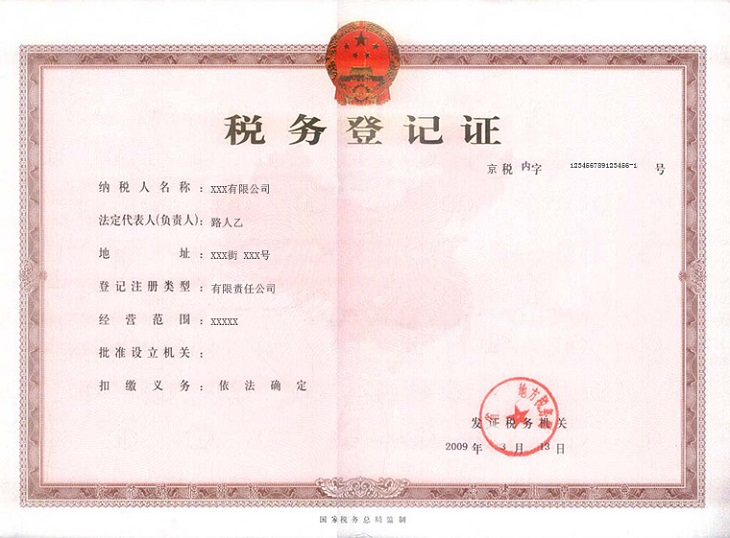 税务登记证
京税 内字 123456789123456-1 号
纳税人名称：XXX有限公司
法定代表人(负责人)：路人乙
地址：XXX街 XXX号
登记注册类型：有限责任公司
经营范围：XXXXX
批准设立机关：
扣缴义务：依法确定
地方税务
发证税务机关
2009 年 3 月 13 日
国家税务总局监制